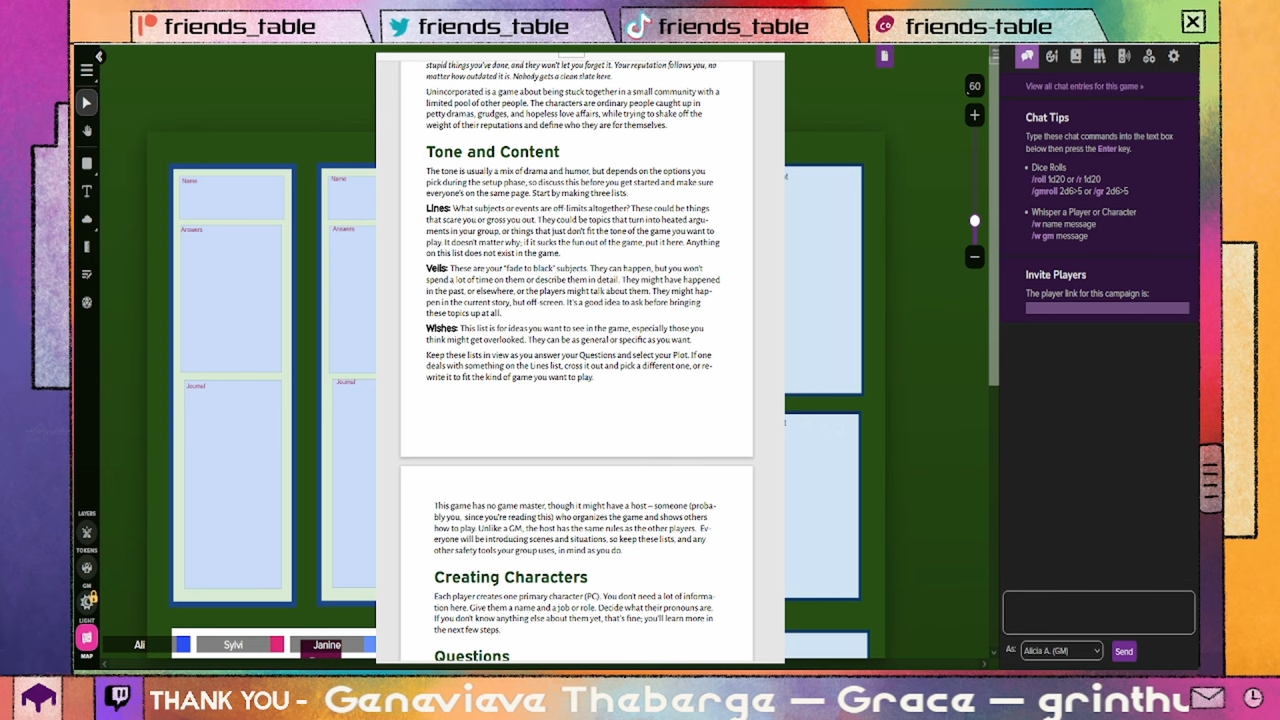 friends_table
friends_table
friends_table
friends-table
stupid things you've done, and they won't let you forget it. Your reputation follows you, no
matter how outdated it is. Nobody gets a clean slate here.
Unincorporated is a game about being stuck together in a small community with a
limited pool of other people. The characters are ordinary people caught up in
petty dramas, grudges, and hopeless love affairs, while trying to shake off the
weight of their reputations and define who they are for themselves.
Tone and Content
The tone is usually a mix of drama and humor, but depends on the options you
pick during the setup phase, so discuss this before you get started and make sure
everyone's on the same page. Start by making three lists.
Lines: What subjects or events are off-limits altogether? These could be things
that scare you or gross you out. They could be topics that turn into heated argu-
ments in your group, or things that just don't fit the tone of the game you want to
play. It doesn't matter why; if it sucks the fun out of the game, put it here. Anything
on this list does not exist in the game.
Veils: These are your "fade to black" subjects. They can happen, but you won't
spend a lot of time on them or describe them in detail. They might have happened
in the past, or elsewhere, or the players might talk about them. They might hap-
pen in the current story, but off-screen. It's a good idea to ask before bringing
these topics up at all.
Wishes: This list is for ideas you want to see in the game, especially those you
think might get overlooked. They can be as general or specific as you want.
Keep these lists in view as you answer your Questions and select your Plot. If one
deals with something on the Lines list, cross it out and pick a different one, or re-
write it to fit the kind of game you want to play.
This game has no game master, though it might have a host – someone (proba-
bly you, since you're reading this) who organizes the game and shows others
how to play. Unlike a GM, the host has the same rules as the other players. Ev-
eryone will be introducing scenes and situations, so keep these lists, and any
other safety tools your group uses, in mind as you do.
Creating Characters
Each player creates one primary character (PC). You don't need a lot of informa-
tion here. Give them a name and a job or role. Decide what their pronouns are.
If you don't know anything else about them yet, that's fine; you'll learn more in
the next few steps.
Questions
Name
Answers
Journal
Name
Answers
Journal
LAYERS
TOKENS
GM
LIGHT
MAP
Ali
Sylvi
Janine
60
View all chat entries for this game »
Chat Tips
Type these chat commands into the text box
below then press the Enter key.
Dice Rolls
/roll 1d20 or /r 1d20
/gmroll 2d6>5 or /gr 2d6>5
Whisper a Player or Character
/w name message
/w gm message
Invite Players
The player link for this campaign is:
As: Alicia A. (GM) Send
THANK YOU - Genevieve Theberge — Grace — grinthu